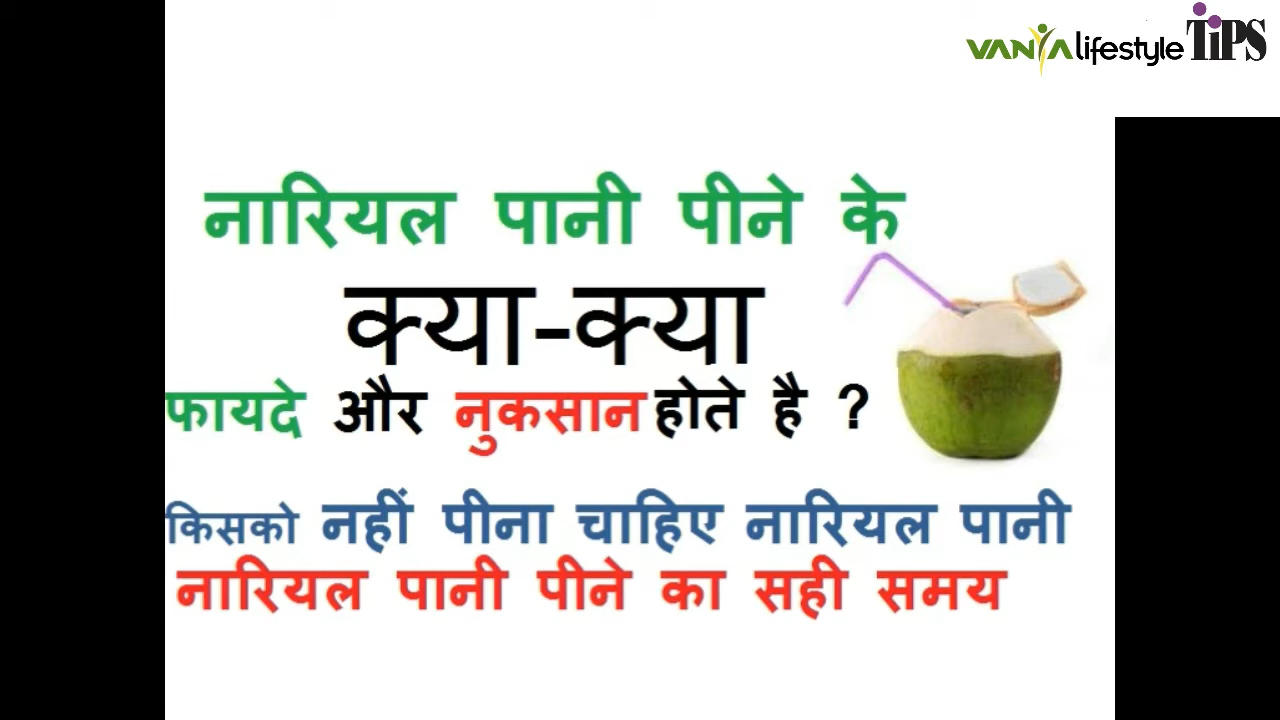 VANYA lifestyle TiPS
नारियल पानी पीने के
क्या-क्या
फायदे और नुकसान होते है ?
किसको नहीं पीना चाहिए नारियल पानी
नारियल पानी पीने का सही समय